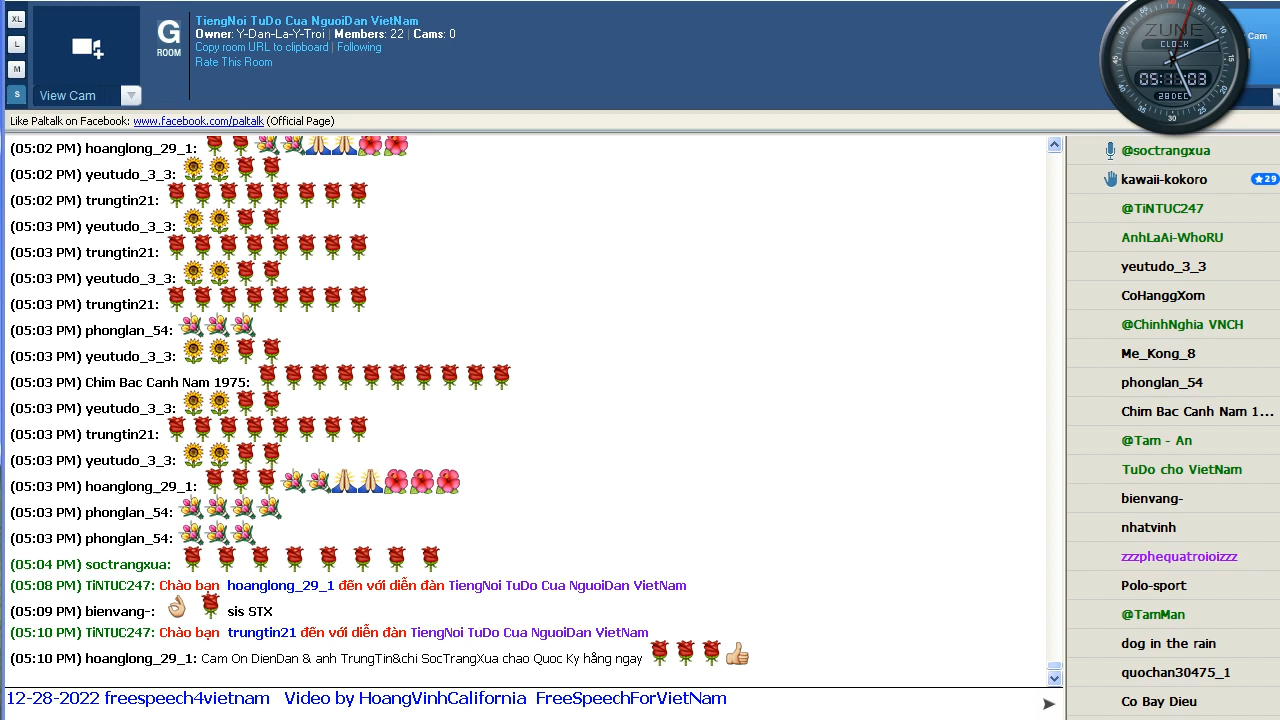 XL
L
M
S
View Cam
G
ROOM
TiengNoi TuDo Cua NguoiDan VietNam
Owner: Y-Dan-La-Y-Troi | Members: 22 | Cams: 0
Copy room URL to clipboard | Following
Rate This Room
ZUNE
CLOCK
05:15:03
28 DEC
Cam
Like Paltalk on Facebook: www.facebook.com/paltalk (Official Page)
(05:02 PM) hoanglong_29_1:
(05:02 PM) yeutudo_3_3:
(05:02 PM) trungtin21:
(05:03 PM) yeutudo_3_3:
(05:03 PM) trungtin21:
(05:03 PM) yeutudo_3_3:
(05:03 PM) trungtin21:
(05:03 PM) phonglan_54:
(05:03 PM) yeutudo_3_3:
(05:03 PM) Chim Bac Canh Nam 1975:
(05:03 PM) yeutudo_3_3:
(05:03 PM) trungtin21:
(05:03 PM) yeutudo_3_3:
(05:03 PM) hoanglong_29_1:
(05:03 PM) phonglan_54:
(05:03 PM) phonglan_54:
(05:04 PM) soctrangxua:
(05:08 PM) TiNTUC247: Chào bạn hoanglong_29_1 đến với diễn đàn TiengNoi TuDo Cua NguoiDan VietNam
(05:09 PM) bienvang-: sis STX
(05:10 PM) TiNTUC247: Chào bạn trungtin21 đến với diễn đàn TiengNoi TuDo Cua NguoiDan VietNam
(05:10 PM) hoanglong_29_1: Cam On DienDan & anh TrungTin&chi SocTrangXua chao Quoc Ky hằng ngay
12-28-2022 freespeech4vietnam Video by HoangVinhCalifornia FreeSpeechForVietNam
@soctrangxua
kawaii-kokoro 29
@TiNTUC247
AnhLaAi-WhoRU
yeutudo_3_3
CoHanggXom
@ChinhNghia VNCH
Me_Kong_8
phonglan_54
Chim Bac Canh Nam 1...
@Tam - An
TuDo cho VietNam
bienvang-
nhatvinh
zzzphequatroioizzz
Polo-sport
@TamMan
dog in the rain
quochan30475_1
Co Bay Dieu